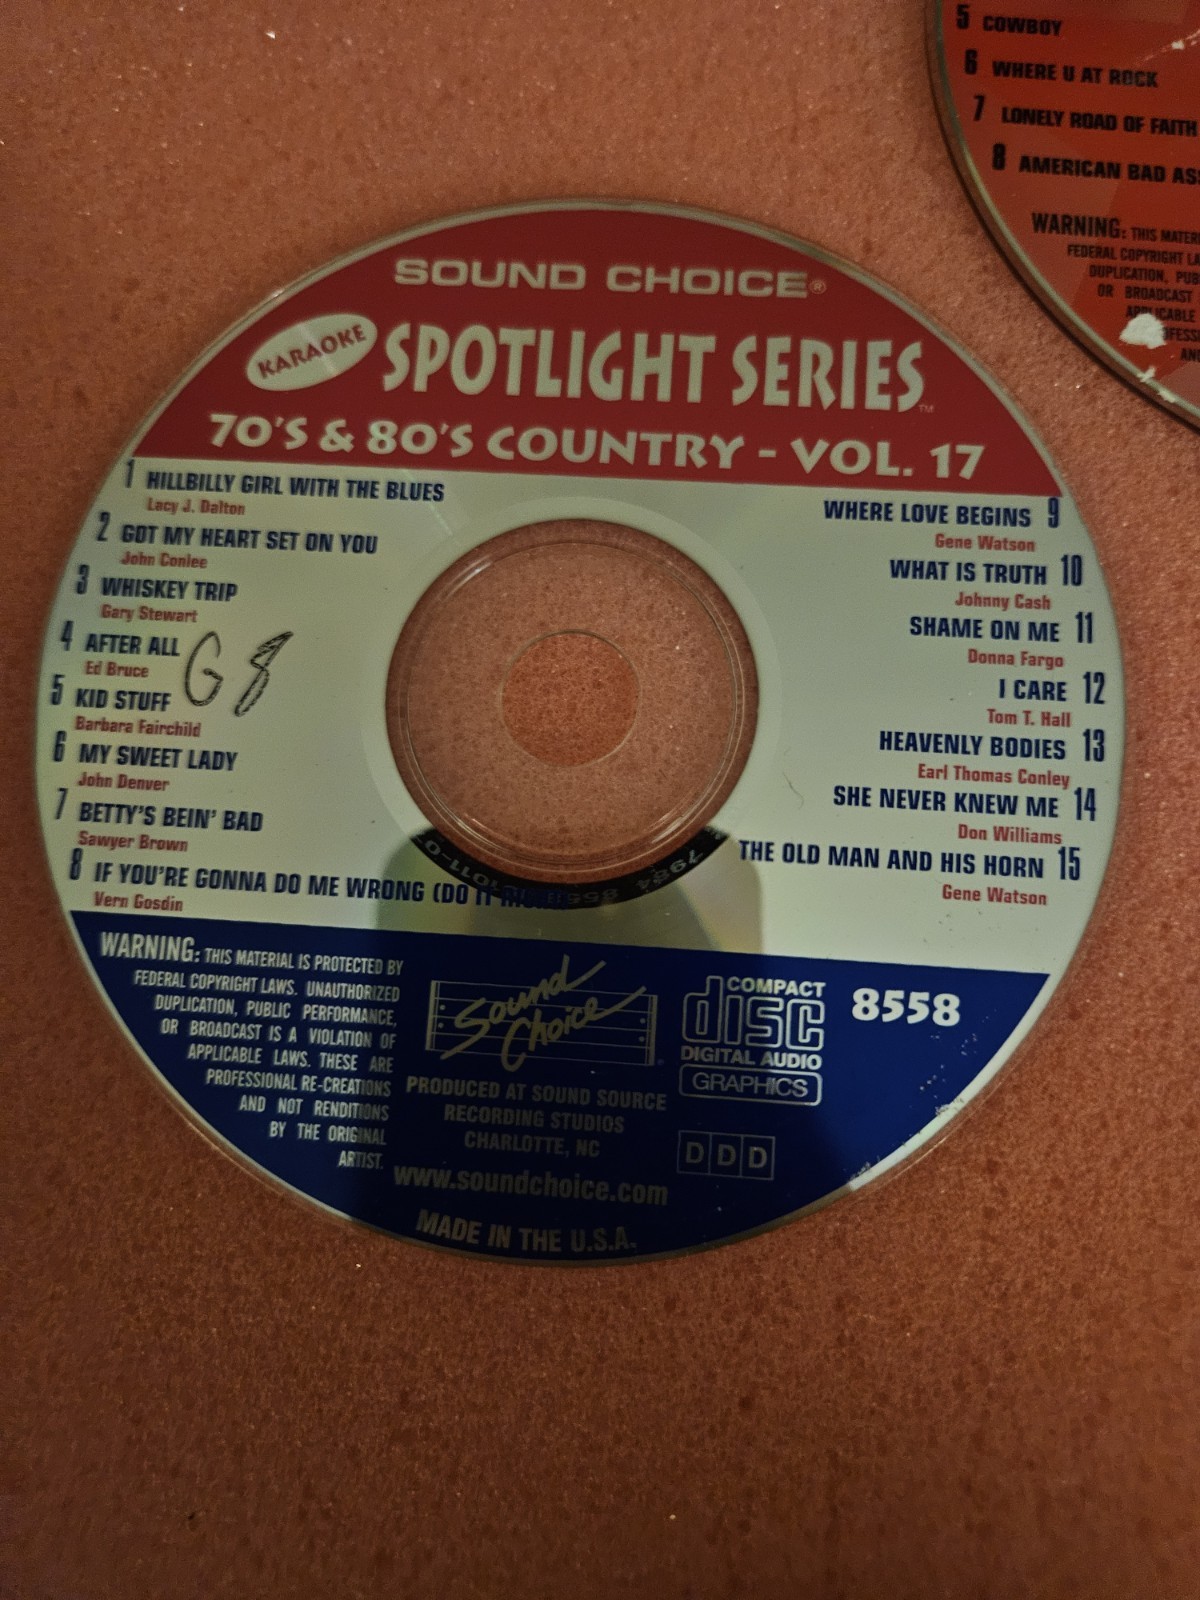 SOUND CHOICE®
KARAOKE
SPOTLIGHT SERIES™
70'S & 80'S COUNTRY - VOL. 17
1 HILLBILLY GIRL WITH THE BLUES
Lacy J. Dalton
2 GOT MY HEART SET ON YOU
John Conlee
3 WHISKEY TRIP
Gary Stewart
4 AFTER ALL
Ed Bruce
5 KID STUFF
Barbara Fairchild
6 MY SWEET LADY
John Denver
7 BETTY'S BEIN' BAD
Sawyer Brown
8 IF YOU'RE GONNA DO ME WRONG (DO IT
Vern Gosdin
G 8
WHERE LOVE BEGINS 9
Gene Watson
WHAT IS TRUTH 10
Johnny Cash
SHAME ON ME 11
Donna Fargo
I CARE 12
Tom T. Hall
HEAVENLY BODIES 13
Earl Thomas Conley
SHE NEVER KNEW ME 14
Don Williams
THE OLD MAN AND HIS HORN 15
Gene Watson
WARNING: THIS MATERIAL IS PROTECTED BY
FEDERAL COPYRIGHT LAWS. UNAUTHORIZED
DUPLICATION, PUBLIC PERFORMANCE,
OR BROADCAST IS A VIOLATION OF
APPLICABLE LAWS. THESE ARE
PROFESSIONAL RE-CREATIONS
AND NOT RENDITIONS
BY THE ORIGINAL
ARTIST.
Sound
Choice
PRODUCED AT SOUND SOURCE
RECORDING STUDIOS
CHARLOTTE, NC
www.soundchoice.com
MADE IN THE U.S.A.
COMPACT
disc
DIGITAL AUDIO
GRAPHICS
8558
DDD
5 COWBOY
6 WHERE U AT ROCK
7 LONELY ROAD OF FAITH
8 AMERICAN BAD ASS
WARNING: THIS
FEDERAL COPYRIGHT
DUPLICATION,
OR BROADCAST